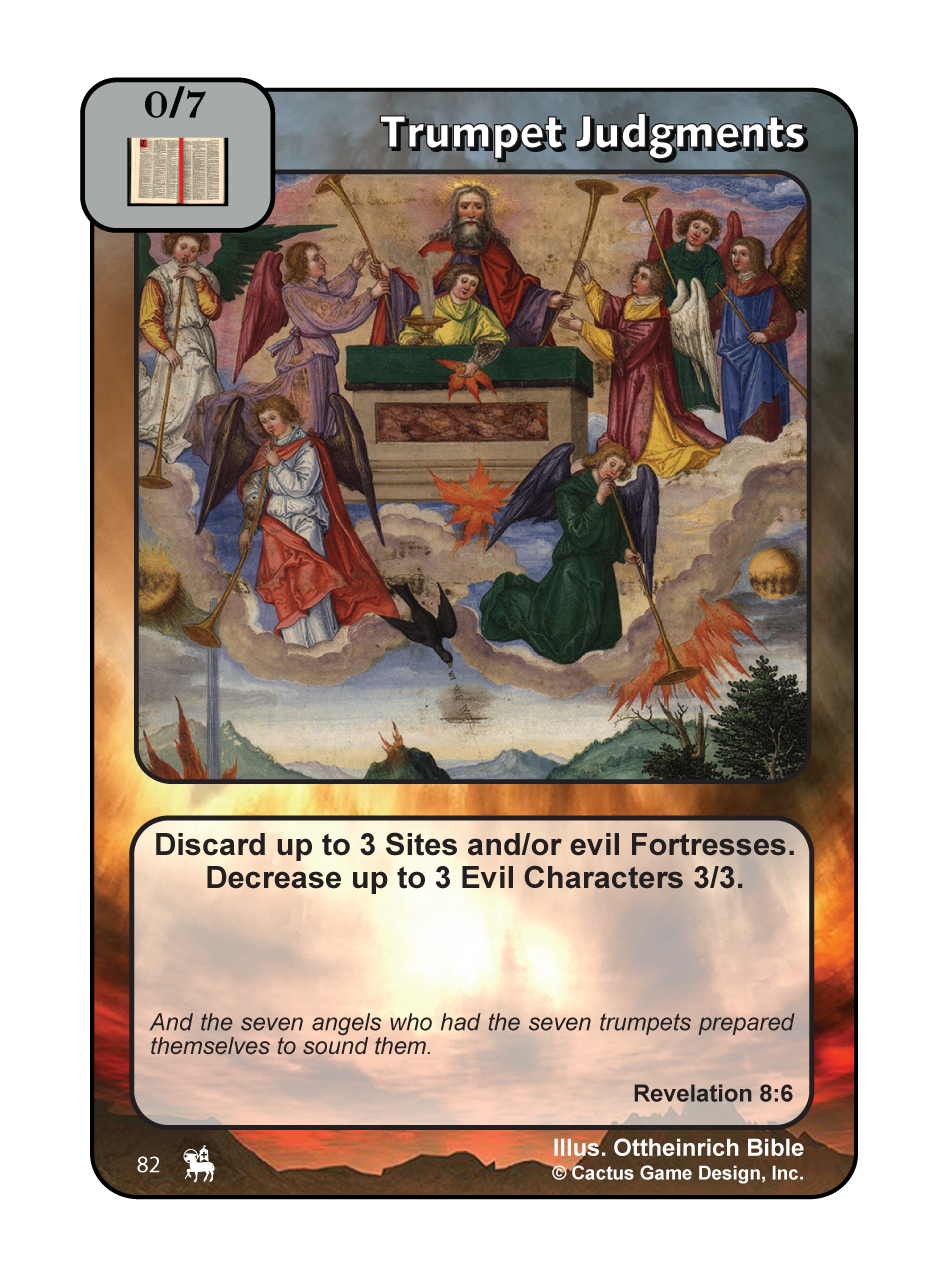 0/7
Trumpet Judgments
Discard up to 3 Sites and/or evil Fortresses.
Decrease up to 3 Evil Characters 3/3.
And the seven angels who had the seven trumpets prepared
themselves to sound them.
Revelation 8:6
82
Illus. Ottheinrich Bible
© Cactus Game Design, Inc.